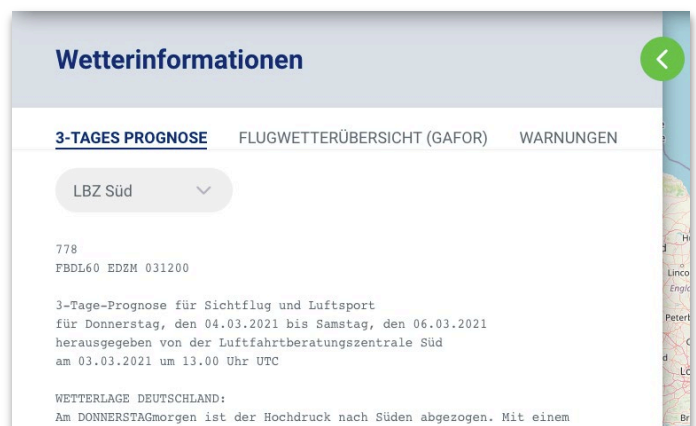 Wetterinformationen
3-TAGES PROGNOSE FLUGWETTERÜBERSICHT (GAFOR) WARNUNGEN
LBZ Süd
778
FBDL60 EDZM 031200
3-Tage-Prognose für Sichtflug und Luftsport
für Donnerstag, den 04.03.2021 bis Samstag, den 06.03.2021
herausgegeben von der Luftfahrtberatungszentrale Süd
am 03.03.2021 um 13.00 Uhr UTC
WETTERLAGE DEUTSCHLAND:
Am DONNERSTAGmorgen ist der Hochdruck nach Süden abgezogen. Mit einem